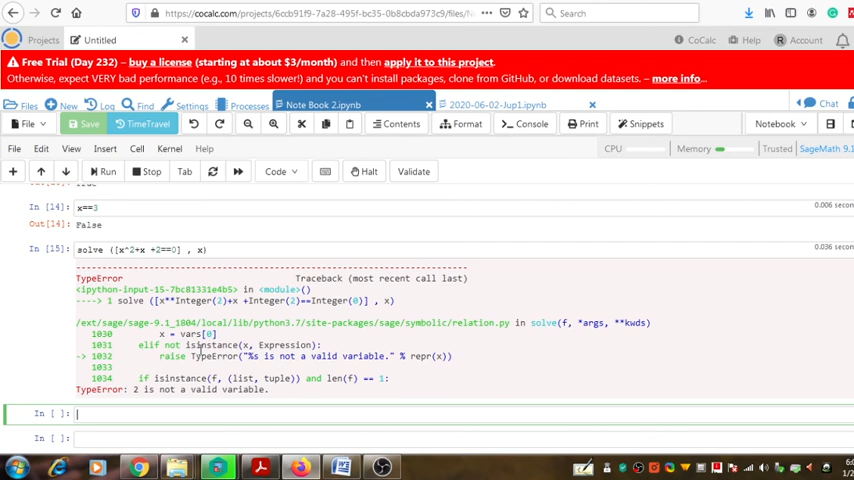 https://cocalc.com/projects/6ccb91f9-7a28-495f-bc35-0b8cbda973c9/files/N
Search
Projects
Untitled
CoCalc
Help
Account
Free Trial (Day 232) -- buy a license (starting at about $3/month) and then apply it to this project.
Otherwise, expect VERY bad performance (e.g., 10 times slower!) and you can't install packages, clone from GitHub, or download datasets. -- more info...
Files
New
Log
Find
Settings
Processes
Note Book 2.ipynb
2020-06-02-Jup1.ipynb
Chat
File
Save
TimeTravel
Contents
Format
Console
Print
Snippets
Notebook
File Edit View Insert Cell Kernel Help
CPU
Memory
Trusted
SageMath 9.1
Run
Stop
Tab
Code
Halt
Validate
In [14]: x==3
0.006 secon
Out[14]: False
In [15]: solve ([x^2+x +2==0] , x)
0.036 secon
TypeError Traceback (most recent call last)
<ipython-input-15-7bc81331e4b5> in <module>()
----> 1 solve ([x**Integer(2)+x +Integer(2)==Integer(0)] , x)
/ext/sage/sage-9.1_1804/local/lib/python3.7/site-packages/sage/symbolic/relation.py in solve(f, *args, **kwds)
1030 x = vars[0]
1031 elif not isinstance(x, Expression):
-> 1032 raise TypeError("%s is not a valid variable." % repr(x))
1033
1034 if isinstance(f, (list, tuple)) and len(f) == 1:
TypeError: 2 is not a valid variable.
In [ ]:
In [ ]: